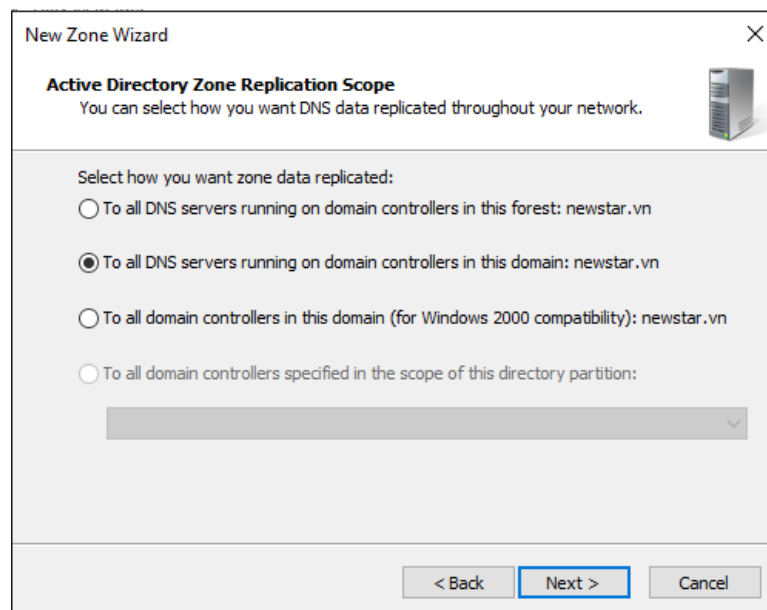 New Zone Wizard
Active Directory Zone Replication Scope
You can select how you want DNS data replicated throughout your network.
Select how you want zone data replicated:
To all DNS servers running on domain controllers in this forest: newstar.vn
To all DNS servers running on domain controllers in this domain: newstar.vn
To all domain controllers in this domain (for Windows 2000 compatibility): newstar.vn
To all domain controllers specified in the scope of this directory partition:
< Back Next > Cancel